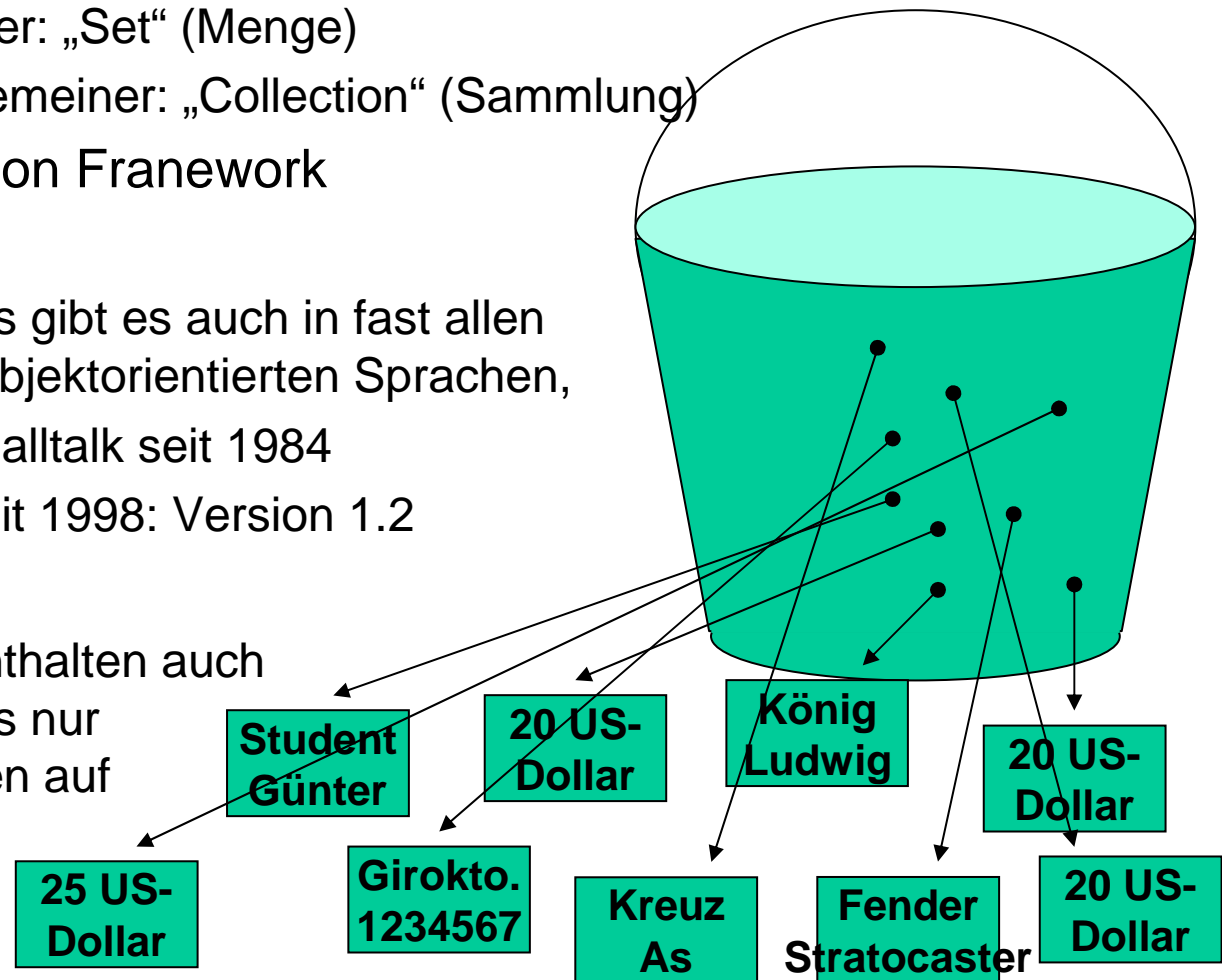 er: „Set“ (Menge)
emeiner: „Collection“ (Sammlung)
on Franework
s gibt es auch in fast allen
bjektorientierten Sprachen,
alltalk seit 1984
it 1998: Version 1.2
nthalten auch
s nur
en auf
Student
Günter
20 US-
Dollar
König
Ludwig
20 US-
Dollar
25 US-
Dollar
Girokto.
1234567
Kreuz
As
Fender
Stratocaster
20 US-
Dollar